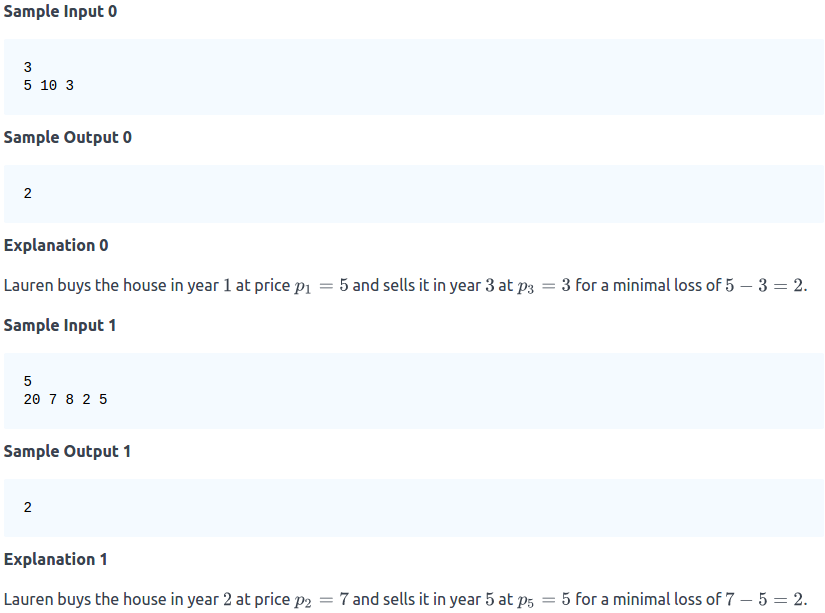 Sample Input 0
3
5 10 3
Sample Output 0
2
Explanation 0
Lauren buys the house in year 1 at price p₁ = 5 and sells it in year 3 at p₃ = 3 for a minimal loss of 5 − 3 = 2.
Sample Input 1
5
20 7 8 2 5
Sample Output 1
2
Explanation 1
Lauren buys the house in year 2 at price p₂ = 7 and sells it in year 5 at p₅ = 5 for a minimal loss of 7 − 5 = 2.